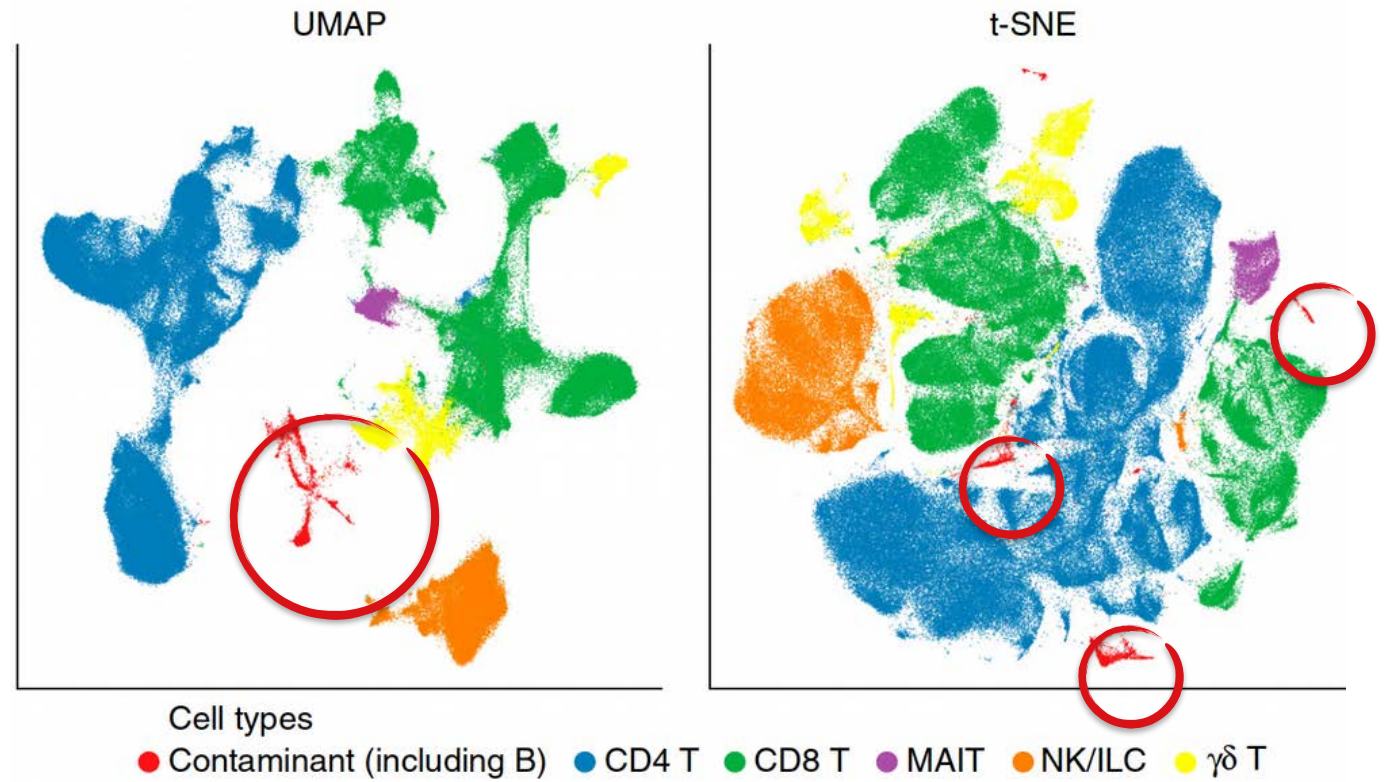 UMAP
t-SNE
Cell types
Contaminant (including B) CD4 T CD8 T MAIT NK/ILC γδ T